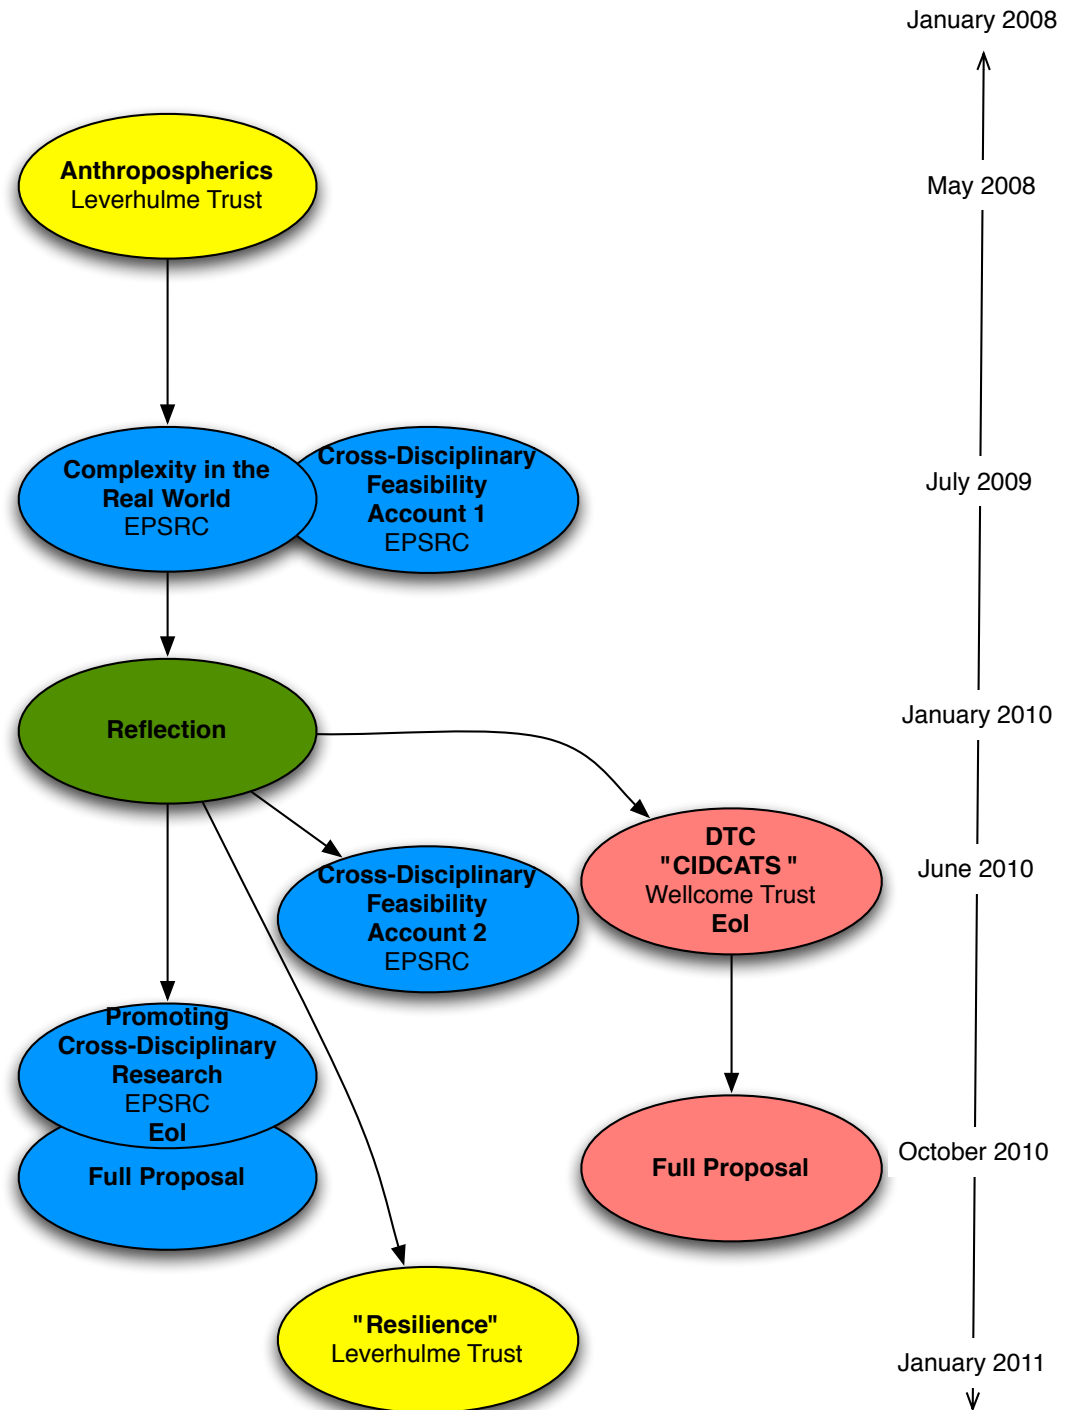 January 2008
Anthropospherics
Leverhulme Trust
May 2008
Complexity in the
Real World
EPSRC
Cross-Disciplinary
Feasibility
Account 1
EPSRC
July 2009
Reflection
January 2010
Cross-Disciplinary
Feasibility
Account 2
EPSRC
DTC
"CIDCATS "
Wellcome Trust
EoI
June 2010
Promoting
Cross-Disciplinary
Research
EPSRC
EoI
Full Proposal
Full Proposal
October 2010
"Resilience"
Leverhulme Trust
January 2011